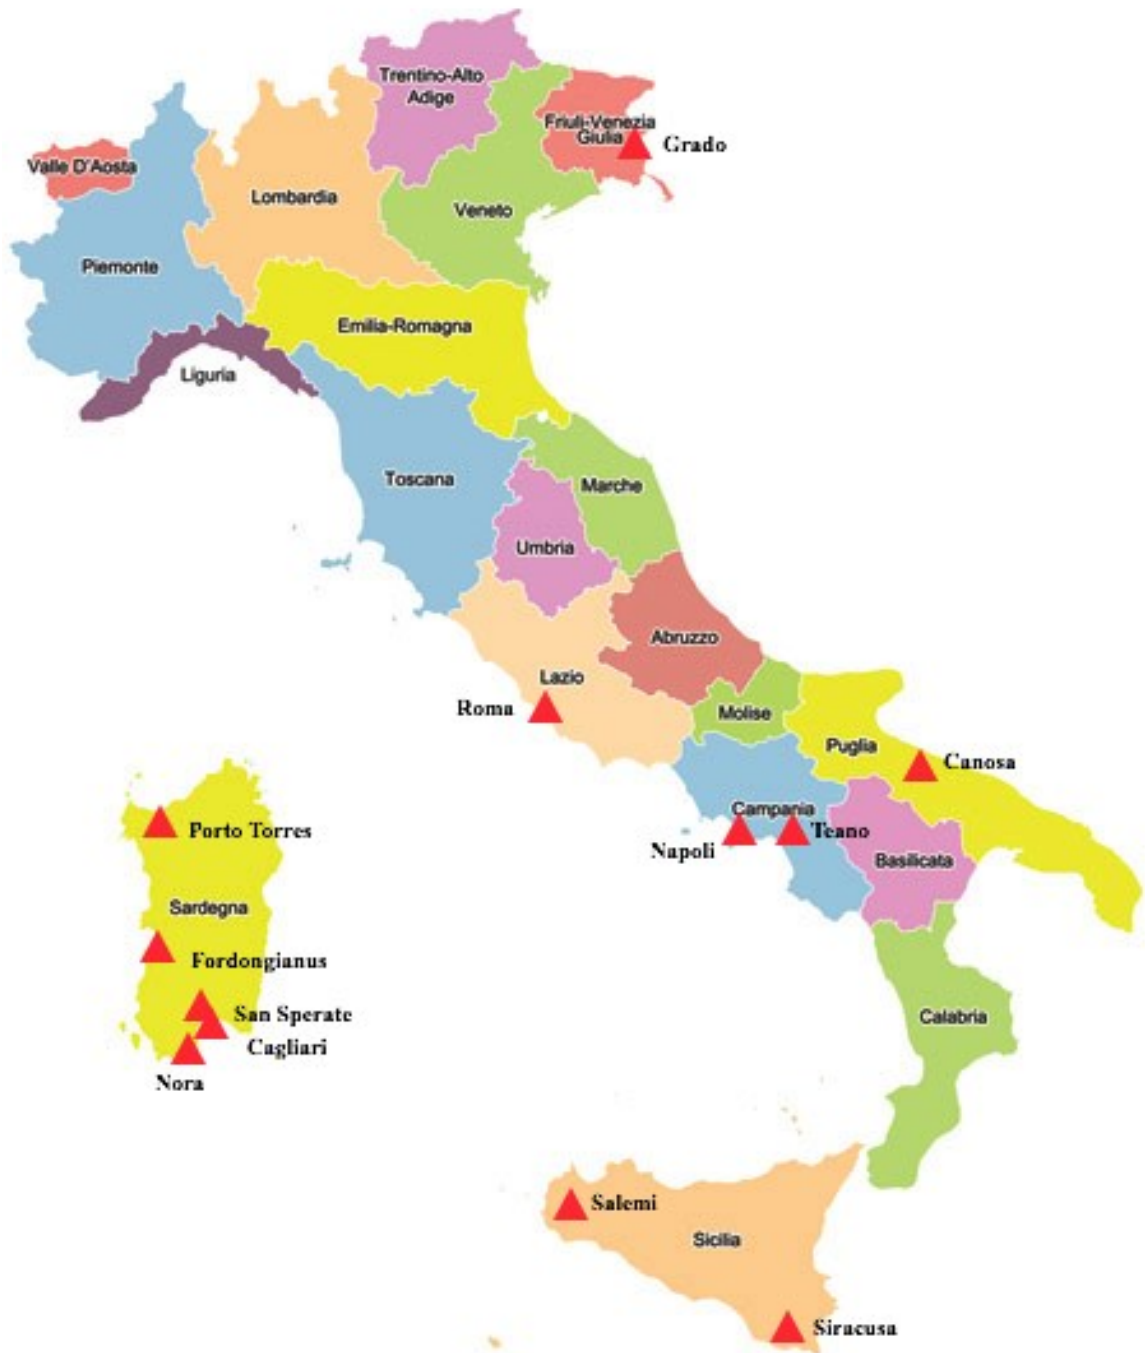 Trentino-Alto
Adige
Friuli-Venezia
Giulia
Grado
Valle D'Aosta
Lombardia
Veneto
Piemonte
Emilia-Romagna
Liguria
Toscana
Marche
Umbria
Abruzzo
Lazio
Roma
Molise
Puglia
Canosa
Campania
Napoli
Teano
Basilicata
Porto Torres
Sardegna
Fordongianus
San Sperate
Cagliari
Nora
Calabria
Salemi
Sicilia
Siracusa